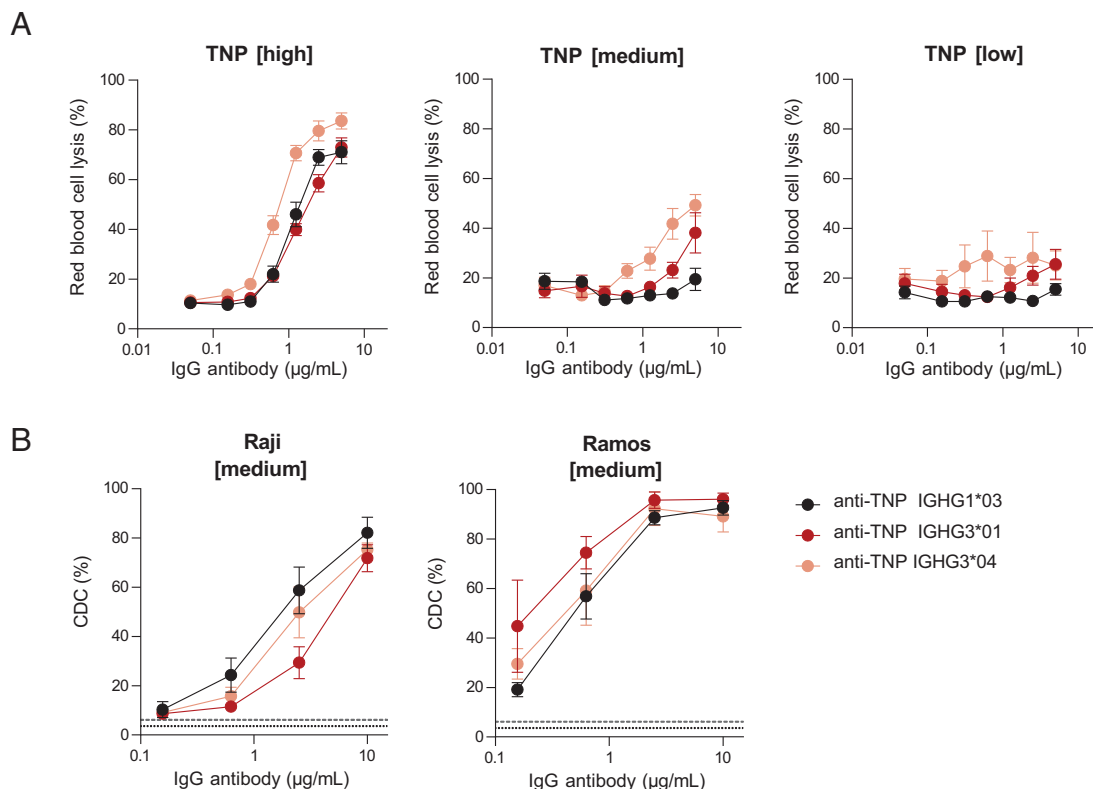 A
TNP [high]
TNP [medium]
TNP [low]
Red blood cell lysis (%)
100
80
60
40
20
0
0.01
0.1
1
10
IgG antibody (µg/mL)
Red blood cell lysis (%)
100
80
60
40
20
0
0.01
0.1
1
10
IgG antibody (µg/mL)
Red blood cell lysis (%)
100
80
60
40
20
0
0.01
0.1
1
10
IgG antibody (µg/mL)
B
Raji
[medium]
CDC (%)
100
80
60
40
20
0
0.1
1
10
IgG antibody (µg/mL)
Ramos
[medium]
CDC (%)
100
80
60
40
20
0
0.1
1
10
IgG antibody (µg/mL)
anti-TNP IGHG1*03
anti-TNP IGHG3*01
anti-TNP IGHG3*04